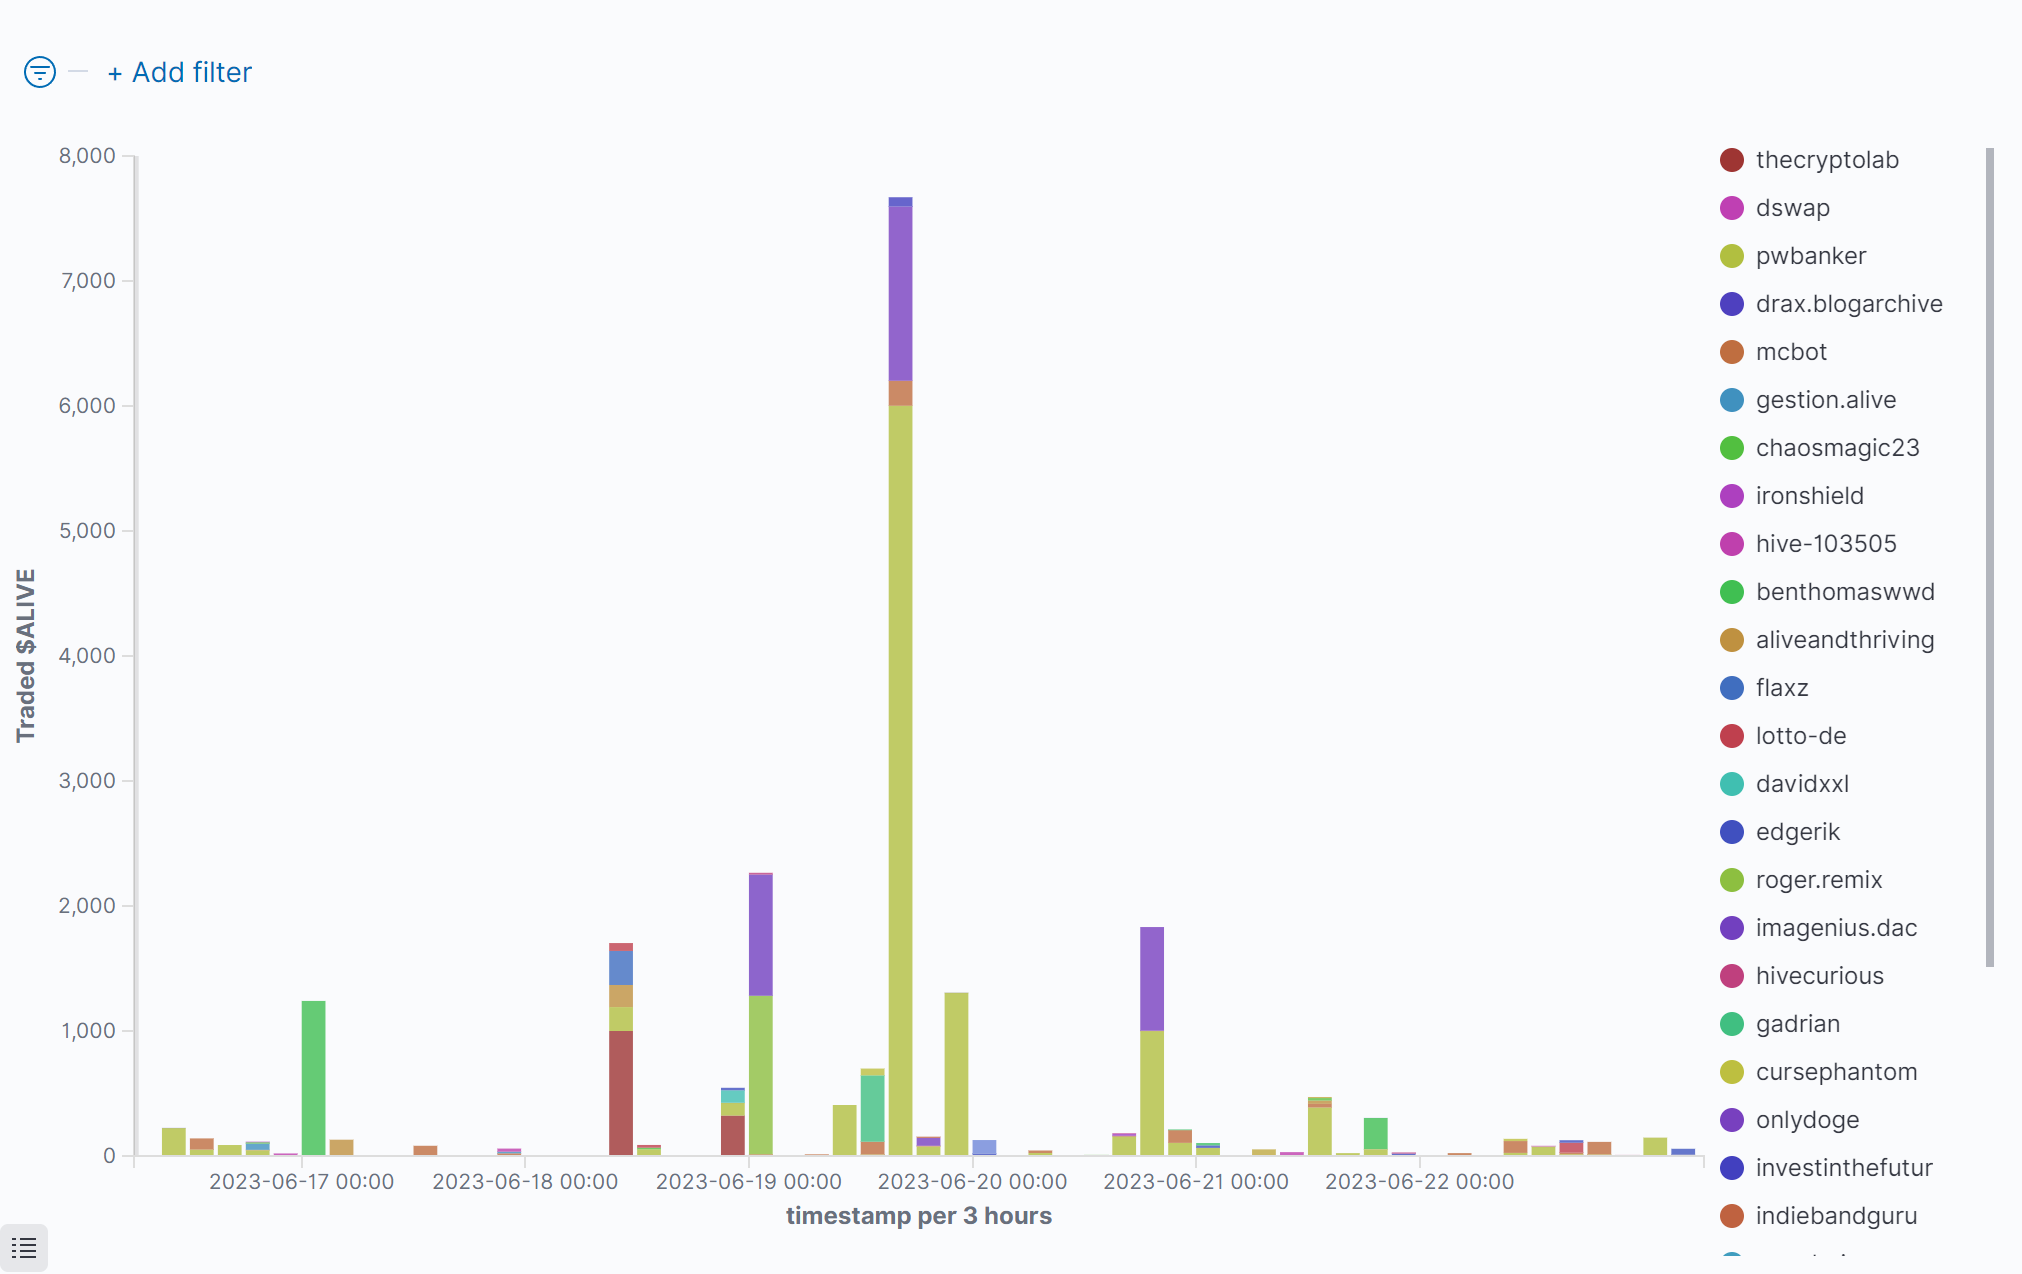 + Add filter
8,000
7,000
6,000
5,000
4,000
3,000
2,000
1,000
0
Traded $ALIVE
2023-06-17 00:00
2023-06-18 00:00
2023-06-19 00:00
2023-06-20 00:00
2023-06-21 00:00
2023-06-22 00:00
timestamp per 3 hours
thecryptolab
dswap
pwbanker
drax.blogarchive
mcbot
gestion.alive
chaosmagic23
ironshield
hive-103505
benthomaswwd
aliveandthriving
flaxz
lotto-de
davidxxl
edgerik
roger.remix
imagenius.dac
hivecurious
gadrian
cursephantom
onlydoge
investinthefutur
indiebandguru